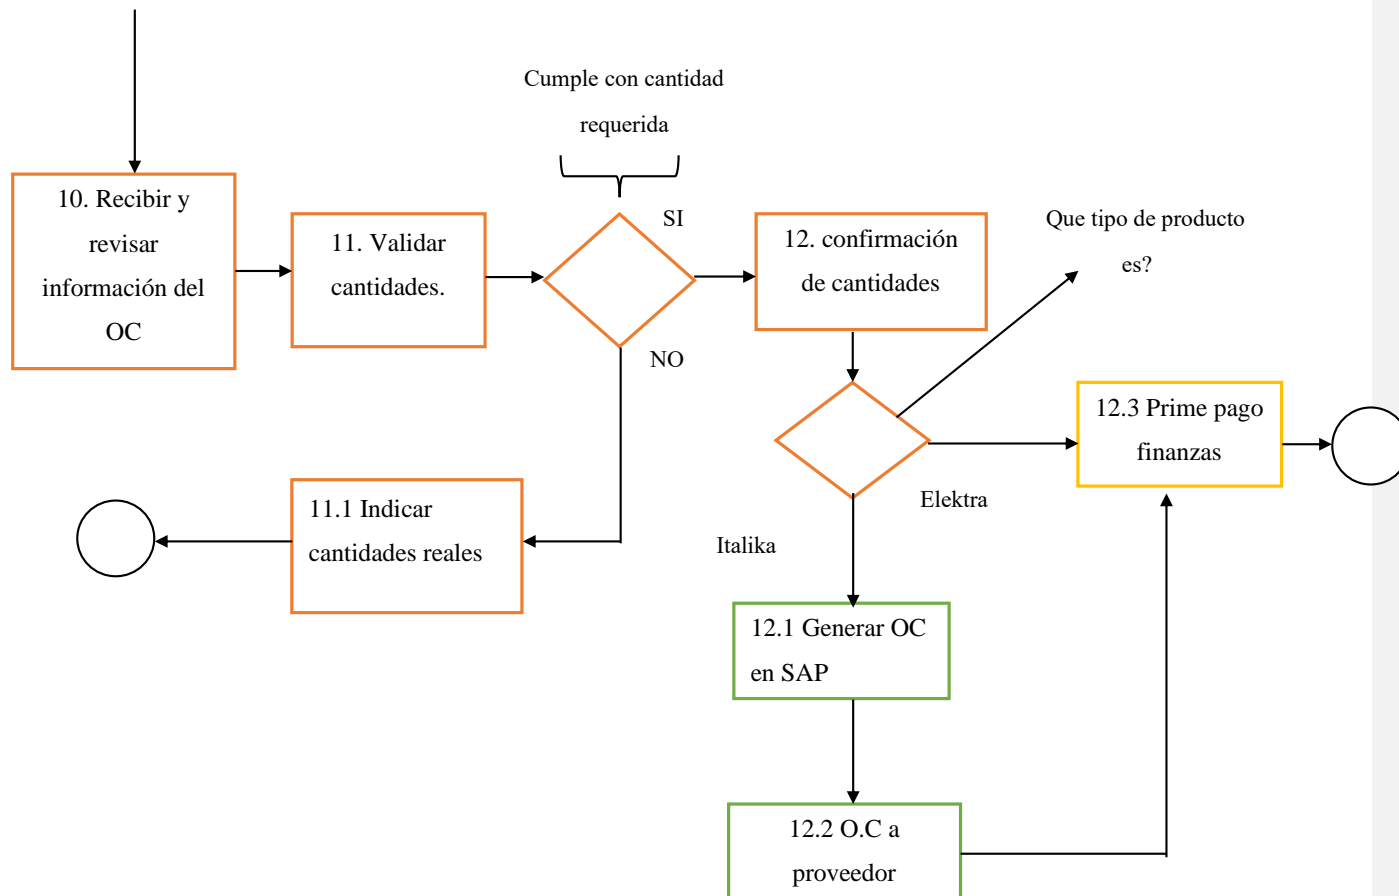 Cumple con cantidad
requerida
10. Recibir y
revisar
información del
OC
11. Validar
cantidades.
SI
NO
12. confirmación
de cantidades
Que tipo de producto
es?
12.3 Prime pago
finanzas
Elektra
Italika
11.1 Indicar
cantidades reales
12.1 Generar OC
en SAP
12.2 O.C a
proveedor